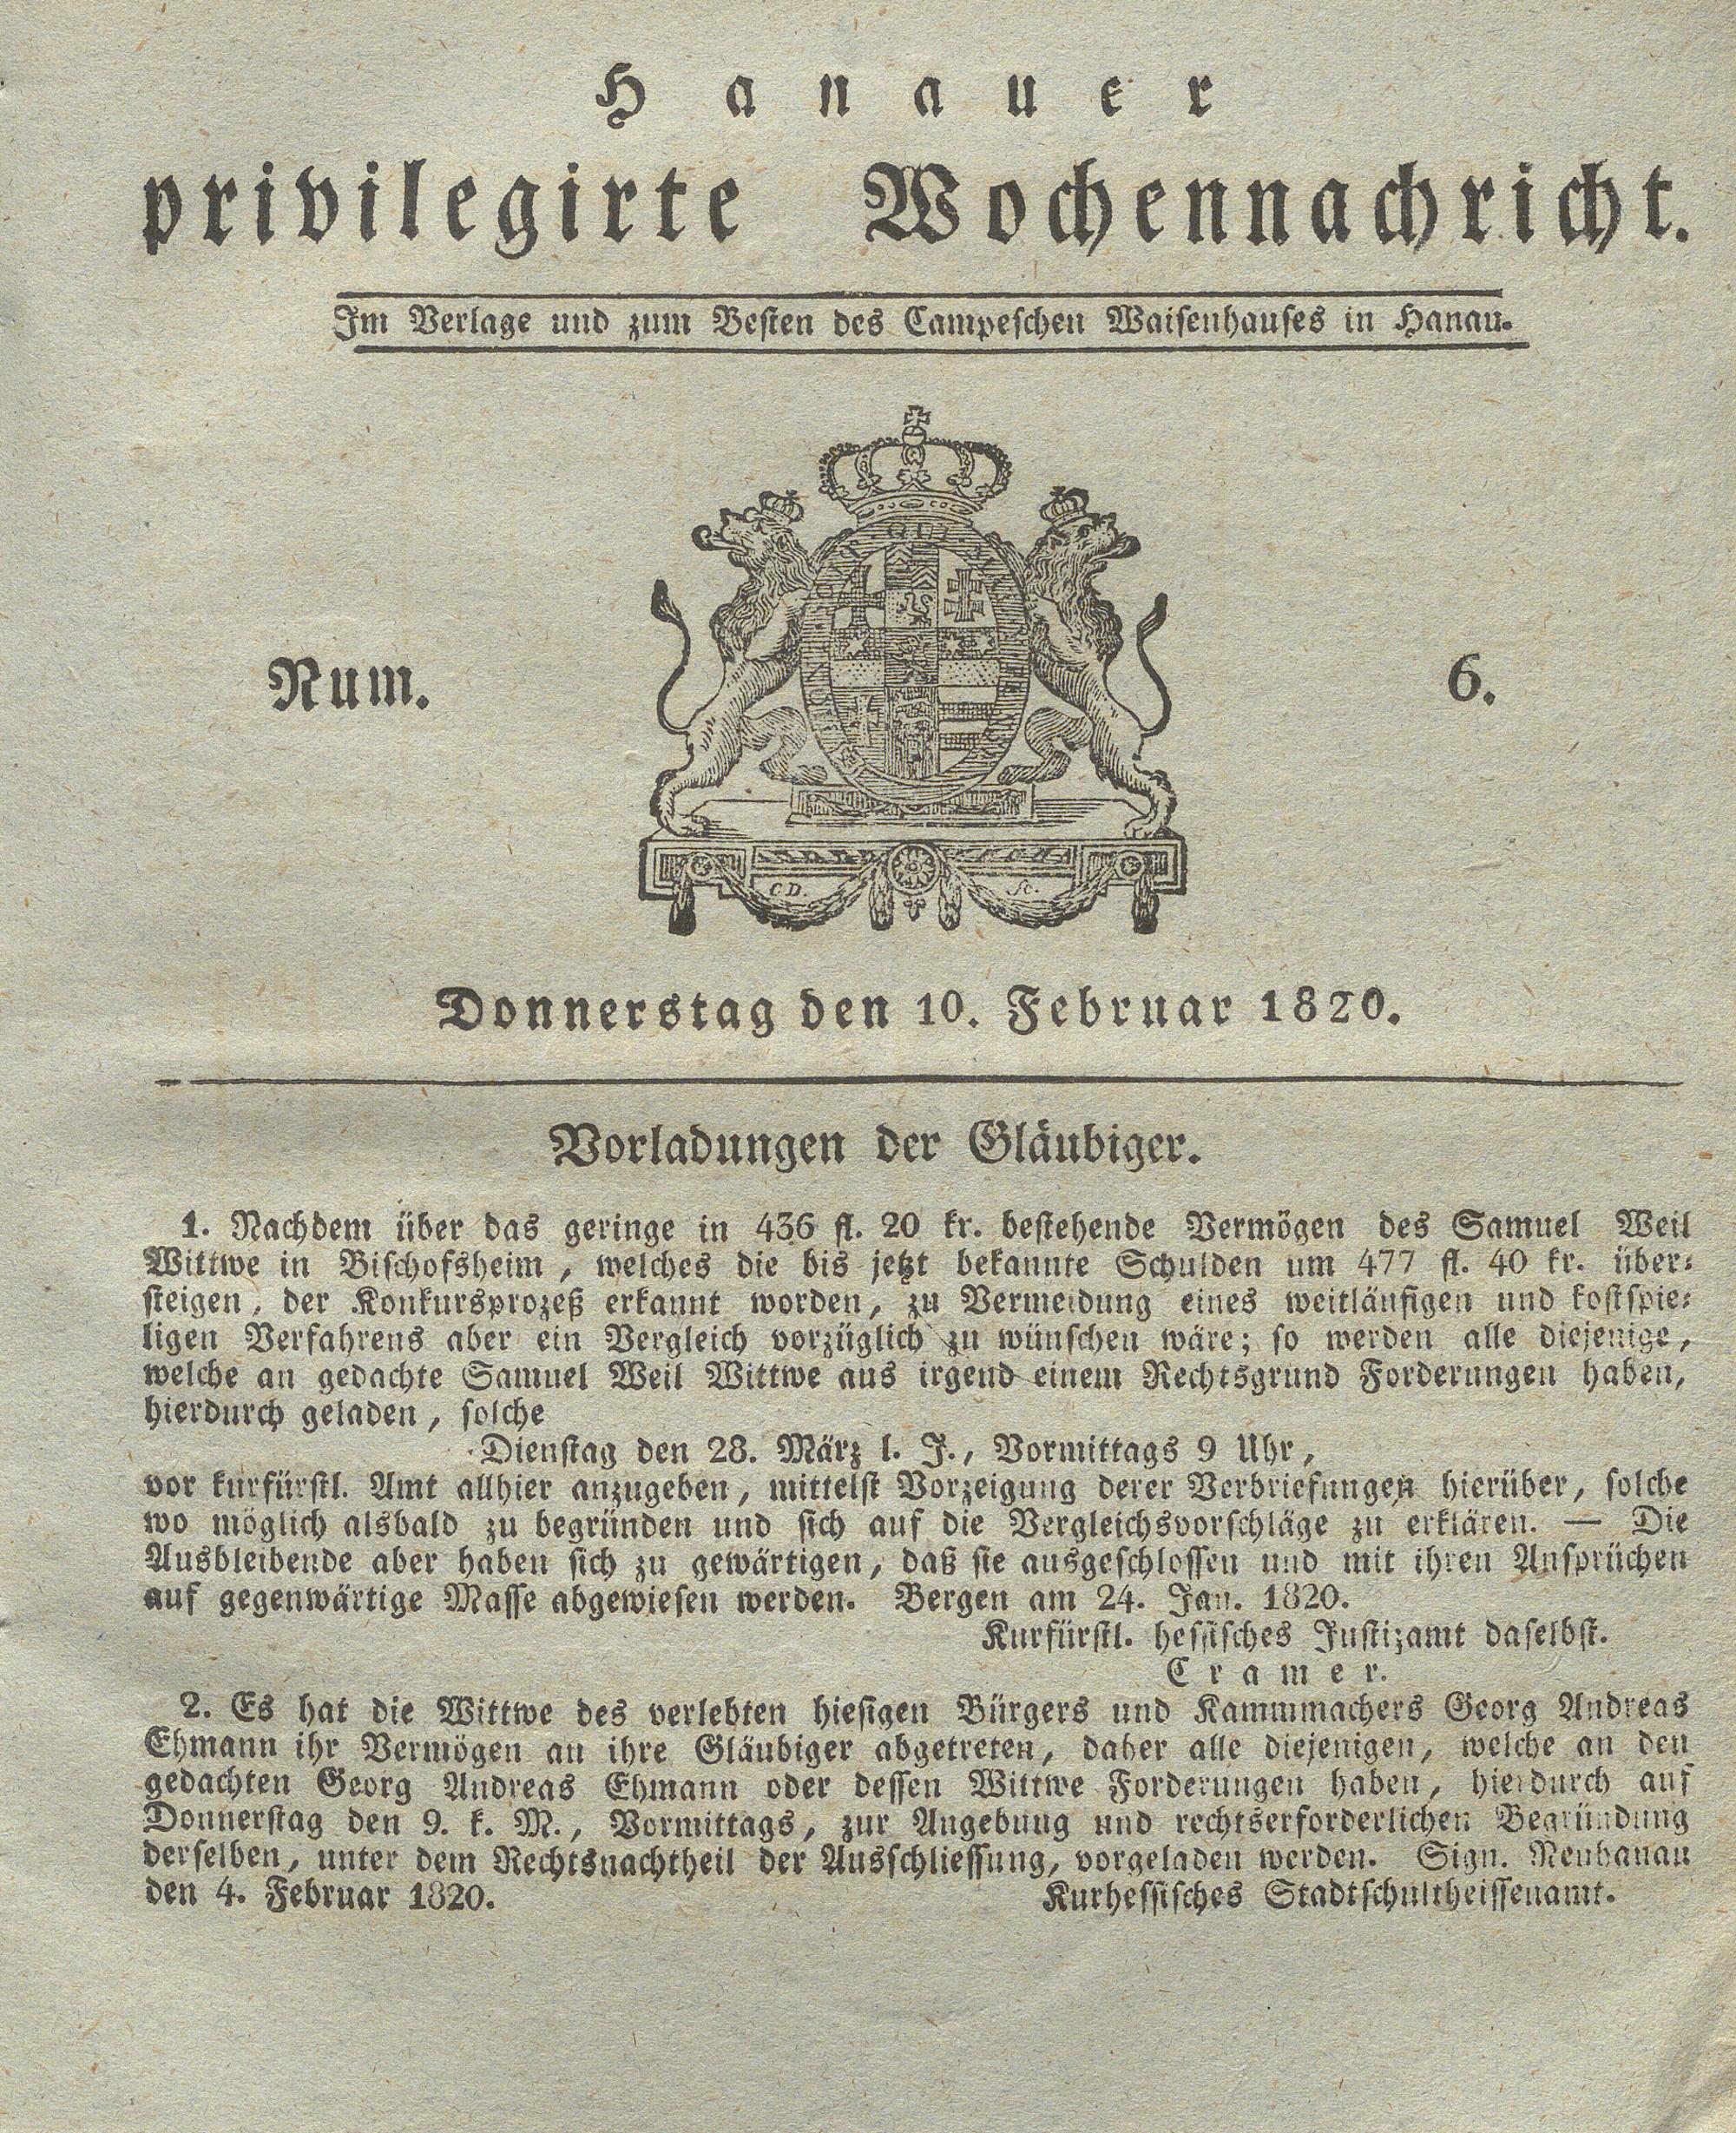 Hanauer
privilegirte Wochennachricht.
Im Verlage und zum Besten des Campeschen Waisenhauses in Hanau.
Num. 6.
C D. Sc.
Donnerstag den 10. Februar 1820.
Vorladungen der Gläubiger.
1. Nachdem über das geringe in 436 fl. 20 kr. bestehende Vermögen des Samuel Weil
Wittwe in Bischofsheim, welches die bis jetzt bekannte Schulden um 477 fl. 40 kr. über-
steigen, der Konkursprozeß erkannt worden, zu Vermeidung eines weitläufigen und kostspie-
ligen Verfahrens aber ein Vergleich vorzüglich zu wünschen wäre; so werden alle diejenige,
welche an gedachte Samuel Weil Wittwe aus irgend einem Rechtsgrund Forderungen haben,
hierdurch geladen, solche
Dienstag den 28. März l. J., Vormittags 9 Uhr,
vor kurfürstl. Amt allhier anzugeben, mittelst Vorzeigung derer Verbriefungen hierüber, solche
wo möglich alsbald zu begründen und sich auf die Vergleichsvorschläge zu erklären. — Die
Ausbleibende aber haben sich zu gewärtigen, daß sie ausgeschlossen und mit ihren Ansprüchen
auf gegenwärtige Masse abgewiesen werden. Bergen am 24. Jan. 1820.
Kurfürstl. hessisches Justizamt daselbst.
Cramer.
2. Es hat die Wittwe des verlebten hiesigen Bürgers und Kammmachers Georg Andreas
Ehmann ihr Vermögen an ihre Gläubiger abgetreten, daher alle diejenigen, welche an den
gedachten Georg Andreas Ehmann oder dessen Wittwe Forderungen haben, hierdurch auf
Donnerstag den 9. k. M., Vormittags, zur Angebung und rechtserforderlichen Begründung
derselben, unter dem Rechtsnachtheil der Ausschliessung, vorgeladen werden. Sign. Neuhanau
den 4. Februar 1820. Kurhessisches Stadtschultheissenamt.